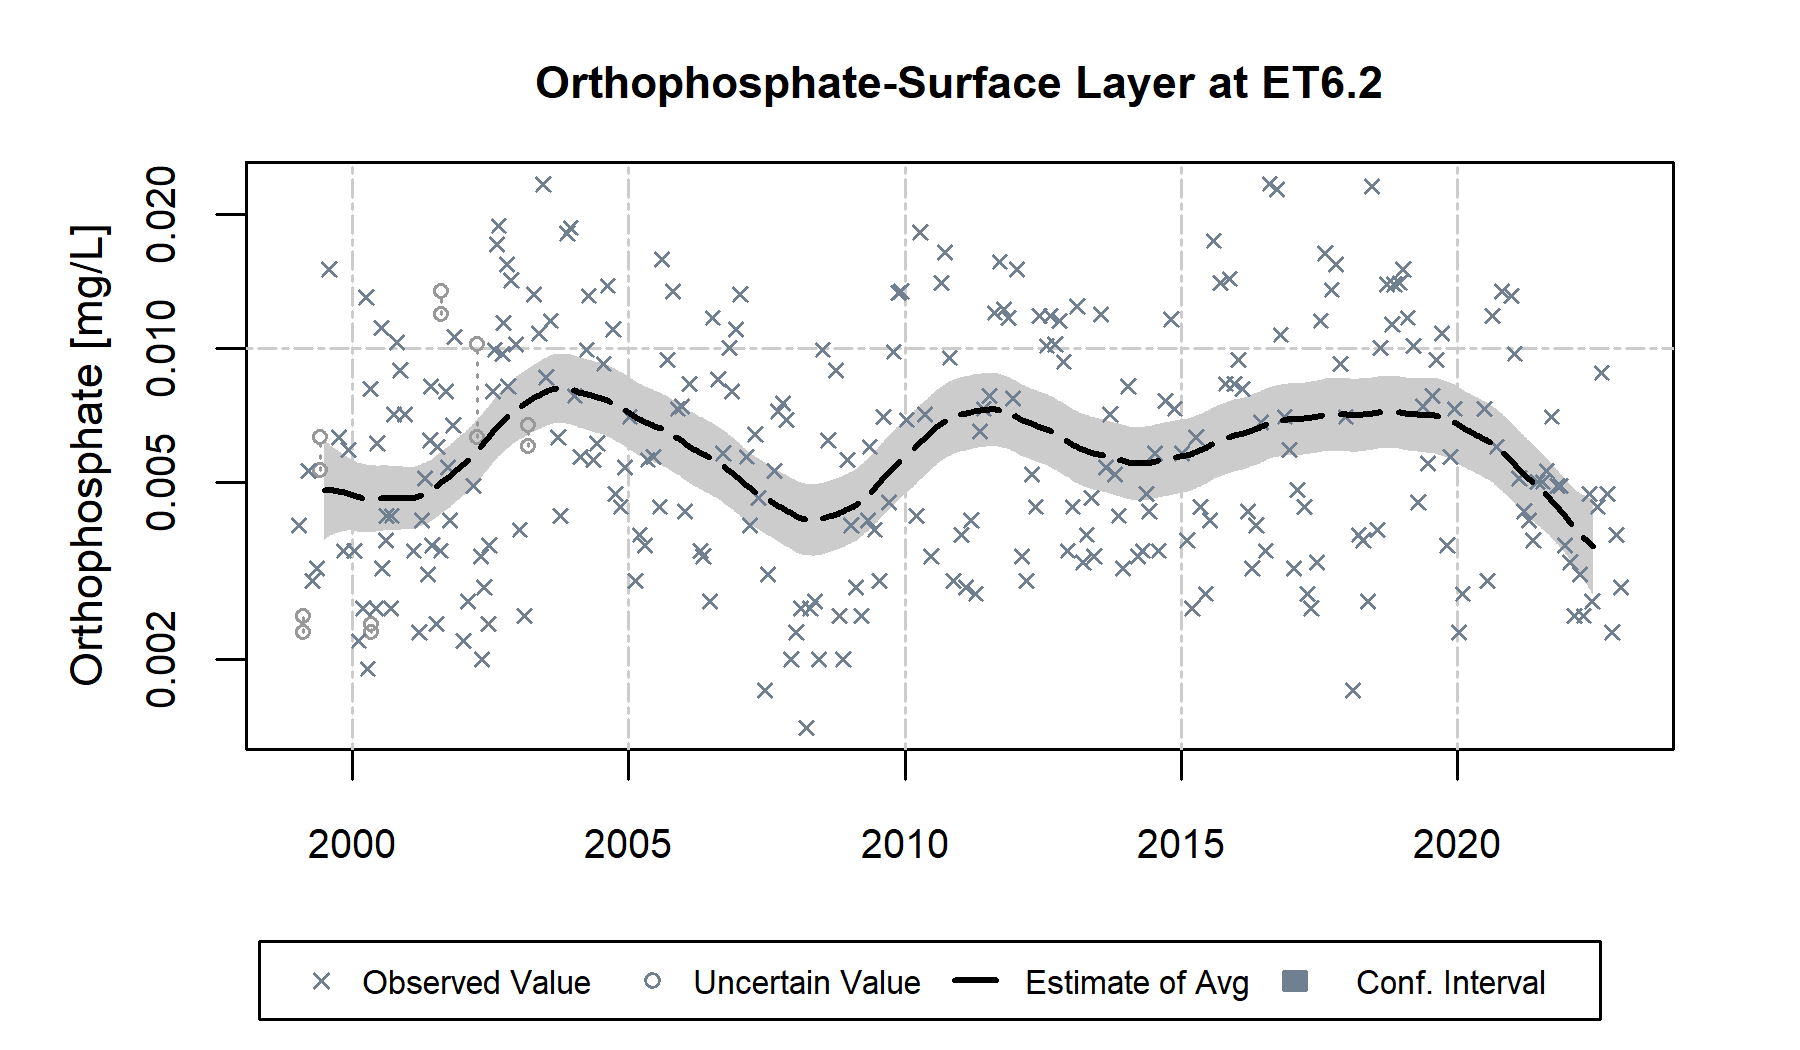 Orthophosphate-Surface Layer at ET6.2
Orthophosphate [mg/L]
0.020
0.010
0.005
0.002
2000 2005 2010 2015 2020
Observed Value Uncertain Value Estimate of Avg Conf. Interval